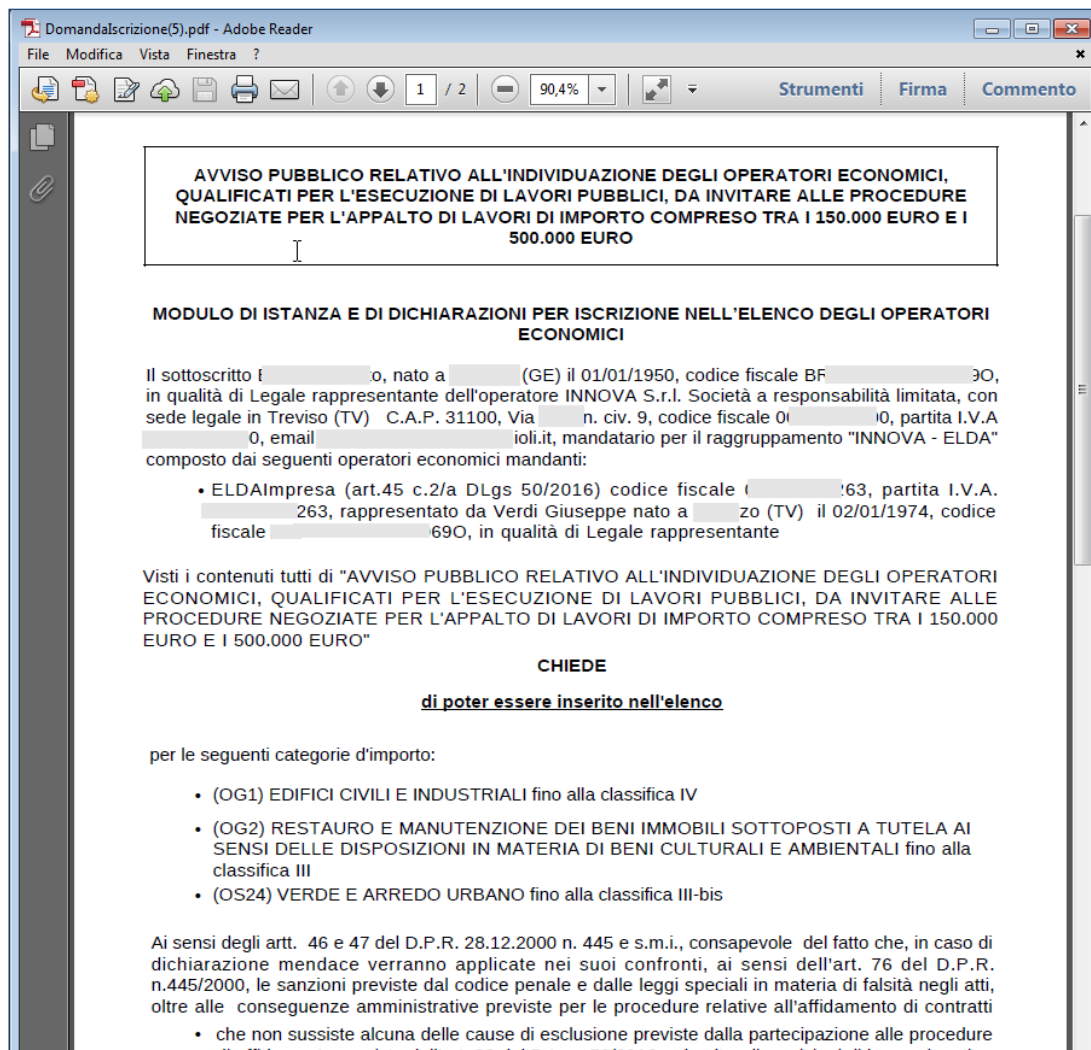 DomandaIscrizione(5).pdf - Adobe Reader
File Modifica Vista Finestra ?
1 / 2 90,4% Strumenti Firma Commento
AVVISO PUBBLICO RELATIVO ALL'INDIVIDUAZIONE DEGLI OPERATORI ECONOMICI,
QUALIFICATI PER L'ESECUZIONE DI LAVORI PUBBLICI, DA INVITARE ALLE PROCEDURE
NEGOZIATE PER L'APPALTO DI LAVORI DI IMPORTO COMPRESO TRA I 150.000 EURO E I
500.000 EURO
MODULO DI ISTANZA E DI DICHIARAZIONI PER ISCRIZIONE NELL'ELENCO DEGLI OPERATORI
ECONOMICI
Il sottoscritto o, nato a (GE) il 01/01/1950, codice fiscale BR 9O,
in qualità di Legale rappresentante dell'operatore INNOVA S.r.l. Società a responsabilità limitata, con
sede legale in Treviso (TV) C.A.P. 31100, Via n. civ. 9, codice fiscale 0 0, partita I.V.A
0, email ioli.it, mandatario per il raggruppamento "INNOVA - ELDA"
composto dai seguenti operatori economici mandanti:
• ELDAImpresa (art.45 c.2/a DLgs 50/2016) codice fiscale 263, partita I.V.A.
263, rappresentato da Verdi Giuseppe nato a zo (TV) il 02/01/1974, codice
fiscale 69O, in qualità di Legale rappresentante
Visti i contenuti tutti di "AVVISO PUBBLICO RELATIVO ALL'INDIVIDUAZIONE DEGLI OPERATORI
ECONOMICI, QUALIFICATI PER L'ESECUZIONE DI LAVORI PUBBLICI, DA INVITARE ALLE
PROCEDURE NEGOZIATE PER L'APPALTO DI LAVORI DI IMPORTO COMPRESO TRA I 150.000
EURO E I 500.000 EURO"
CHIEDE
di poter essere inserito nell'elenco
per le seguenti categorie d'importo:
• (OG1) EDIFICI CIVILI E INDUSTRIALI fino alla classifica IV
• (OG2) RESTAURO E MANUTENZIONE DEI BENI IMMOBILI SOTTOPOSTI A TUTELA AI
SENSI DELLE DISPOSIZIONI IN MATERIA DI BENI CULTURALI E AMBIENTALI fino alla
classifica III
• (OS24) VERDE E ARREDO URBANO fino alla classifica III-bis
Ai sensi degli artt. 46 e 47 del D.P.R. 28.12.2000 n. 445 e s.m.i., consapevole del fatto che, in caso di
dichiarazione mendace verranno applicate nei suoi confronti, ai sensi dell'art. 76 del D.P.R.
n.445/2000, le sanzioni previste dal codice penale e dalle leggi speciali in materia di falsità negli atti,
oltre alle conseguenze amministrative previste per le procedure relative all'affidamento di contratti
• che non sussiste alcuna delle cause di esclusione previste dalla partecipazione alle procedure